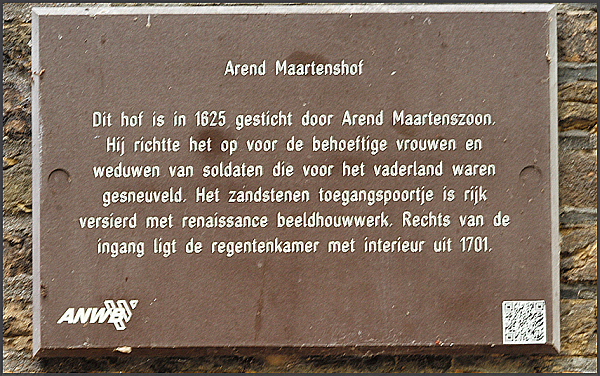 Arend Maartenshof
Dit hof is in 1625 gesticht door Arend Maartenszoon.
Hij richtte het op voor de behoeftige vrouwen en
weduwen van soldaten die voor het vaderland waren
gesneuveld. Het zandstenen toegangspoortje is rijk
versierd met renaissance beeldhouwwerk. Rechts van de
ingang ligt de regentenkamer met interieur uit 1701.
ANWB